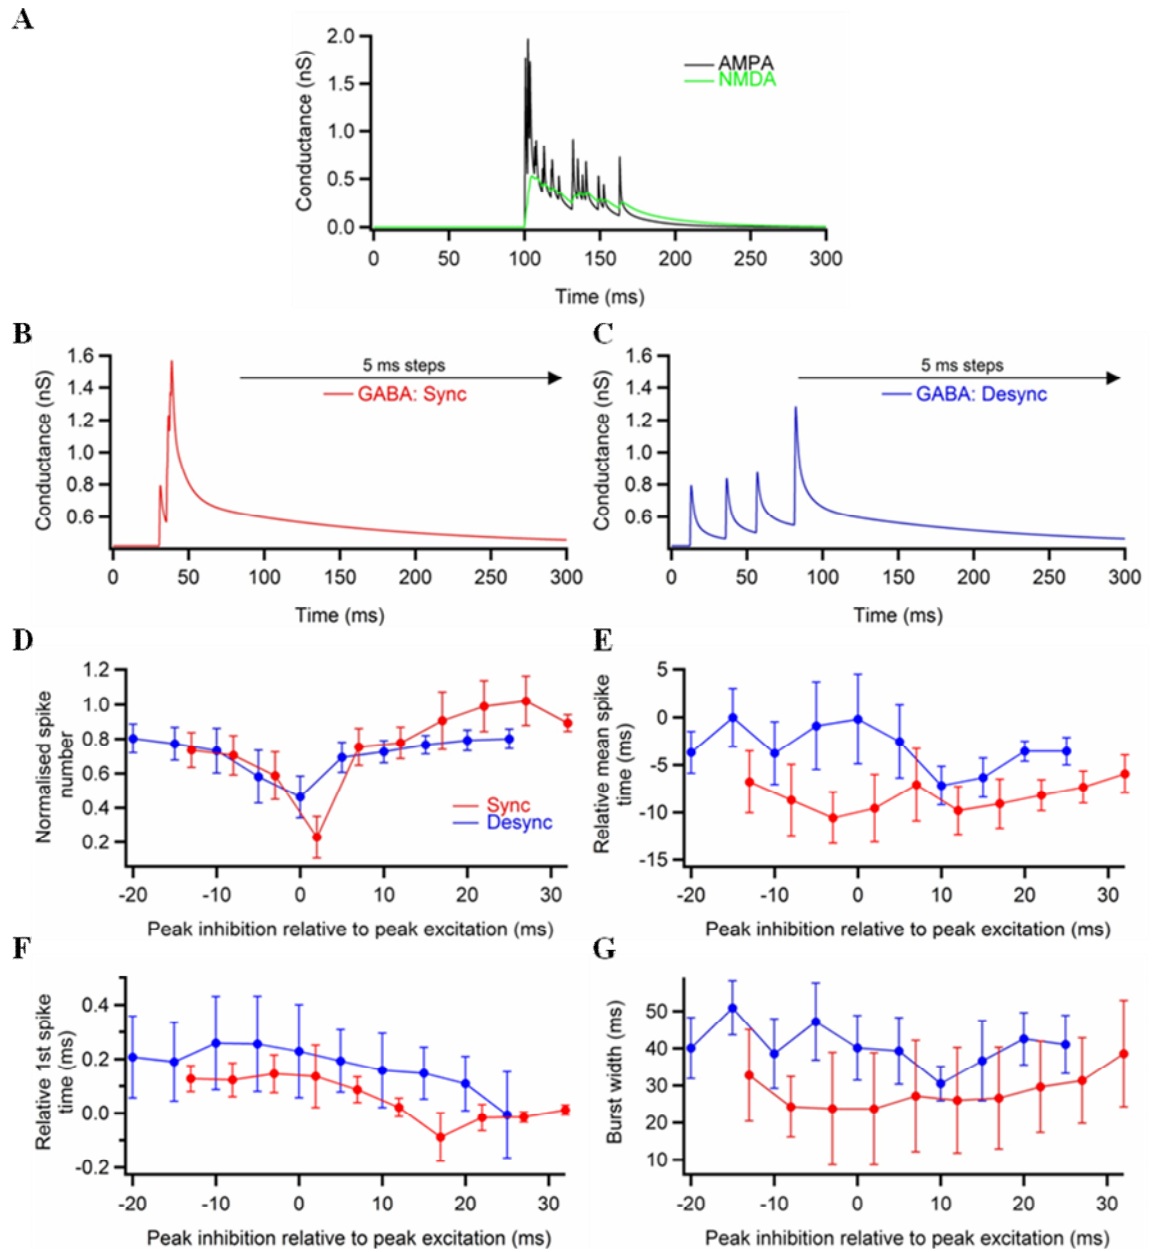 A
2.0
1.5
1.0
0.5
0.0
Conductance (nS)
AMPA
NMDA
0 50 100 150 200 250 300
Time (ms)
B
1.6
1.4
1.2
1.0
0.8
0.6
Conductance (nS)
5 ms steps
GABA: Sync
0 50 100 150 200 250 300
Time (ms)
C
1.6
1.4
1.2
1.0
0.8
0.6
Conductance (nS)
5 ms steps
GABA: Desync
0 50 100 150 200 250 300
Time (ms)
D
1.2
1.0
0.8
0.6
0.4
0.2
Normalised spike
number
Sync
Desync
-20 -10 0 10 20 30
Peak inhibition relative to peak excitation (ms)
E
5
0
-5
-10
-15
Relative mean spike
time (ms)
-20 -10 0 10 20 30
Peak inhibition relative to peak excitation (ms)
F
0.4
0.2
0.0
-0.2
Relative 1st spike
time (ms)
-20 -10 0 10 20 30
Peak inhibition relative to peak excitation (ms)
G
50
40
30
20
10
Burst width (ms)
-20 -10 0 10 20 30
Peak inhibition relative to peak excitation (ms)